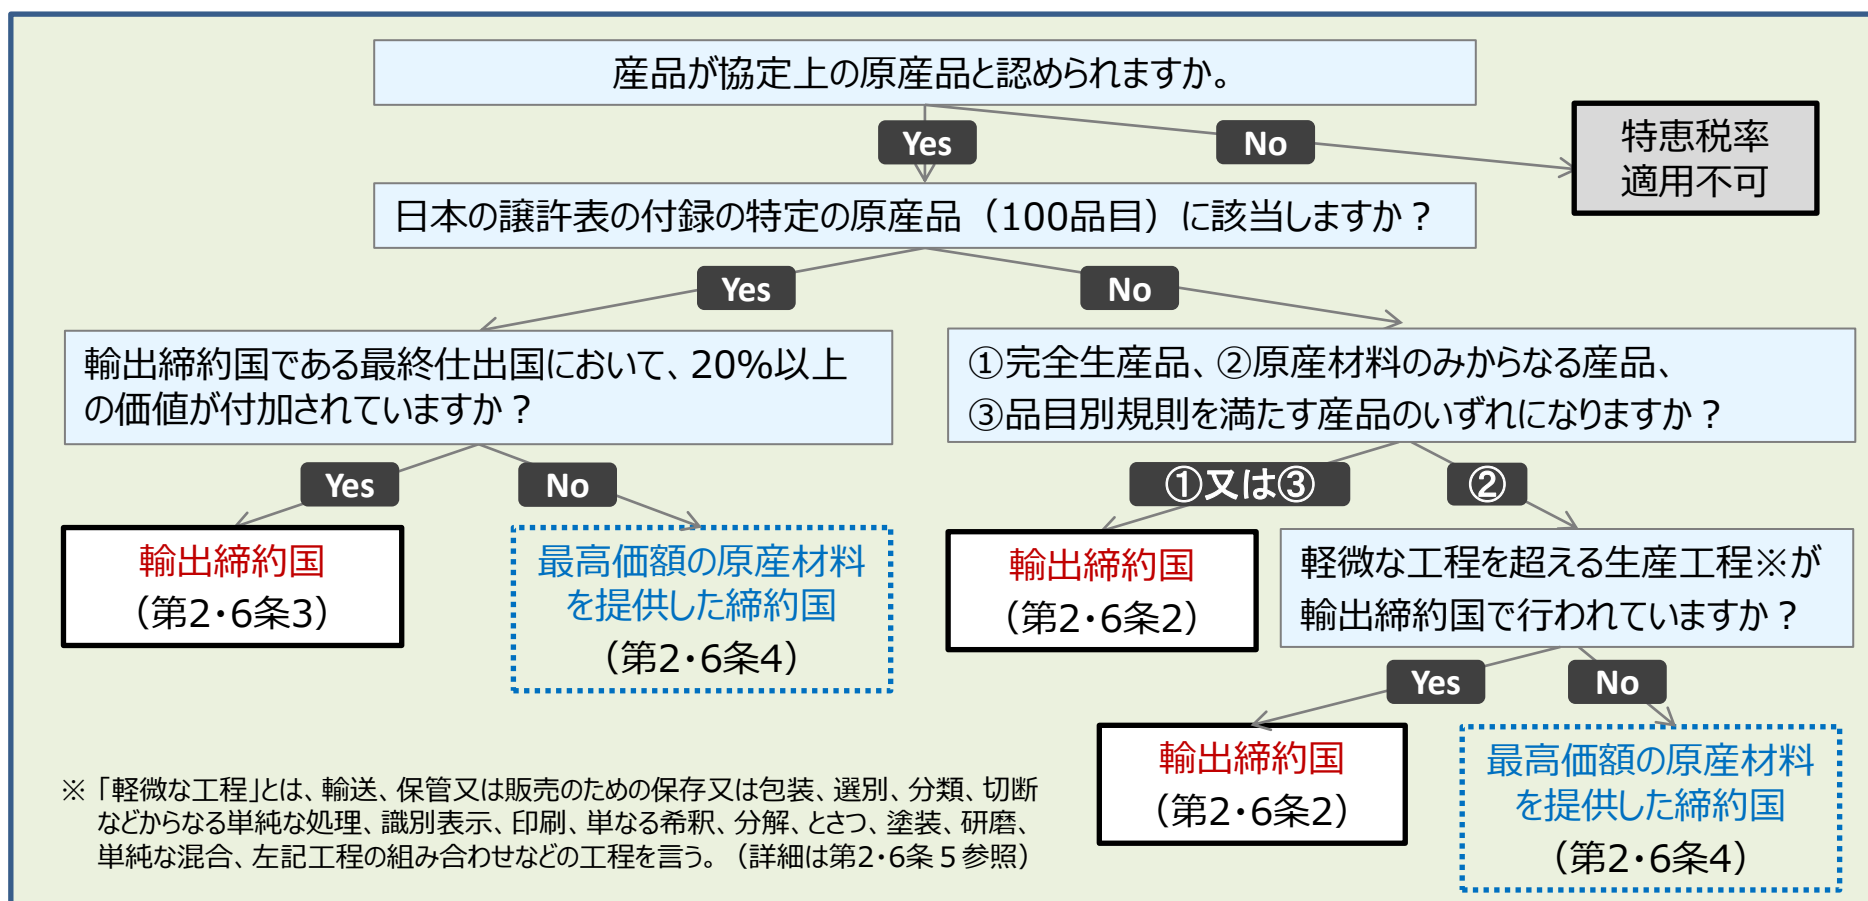 産品が協定上の原産品と認められますか。
Yes
No
特恵税率
適用不可
日本の譲許表の付録の特定の原産品（100品目）に該当しますか？
Yes
No
輸出締約国である最終仕出国において、20%以上
の価値が付加されていますか？
①完全生産品、②原産材料のみからなる産品、
③品目別規則を満たす産品のいずれになりますか？
Yes
No
①又は③
②
輸出締約国
（第2・6条3）
最高価額の原産材料
を提供した締約国
（第2・6条4）
輸出締約国
（第2・6条2）
軽微な工程を超える生産工程※が
輸出締約国で行われていますか？
Yes
No
輸出締約国
（第2・6条2）
最高価額の原産材料
を提供した締約国
（第2・6条4）
※「軽微な工程」とは、輸送、保管又は販売のための保存又は包装、選別、分類、切断
などからなる単純な処理、識別表示、印刷、単なる希釈、分解、とさつ、塗装、研磨、
単純な混合、左記工程の組み合わせなどの工程を言う。（詳細は第2・6条５参照）